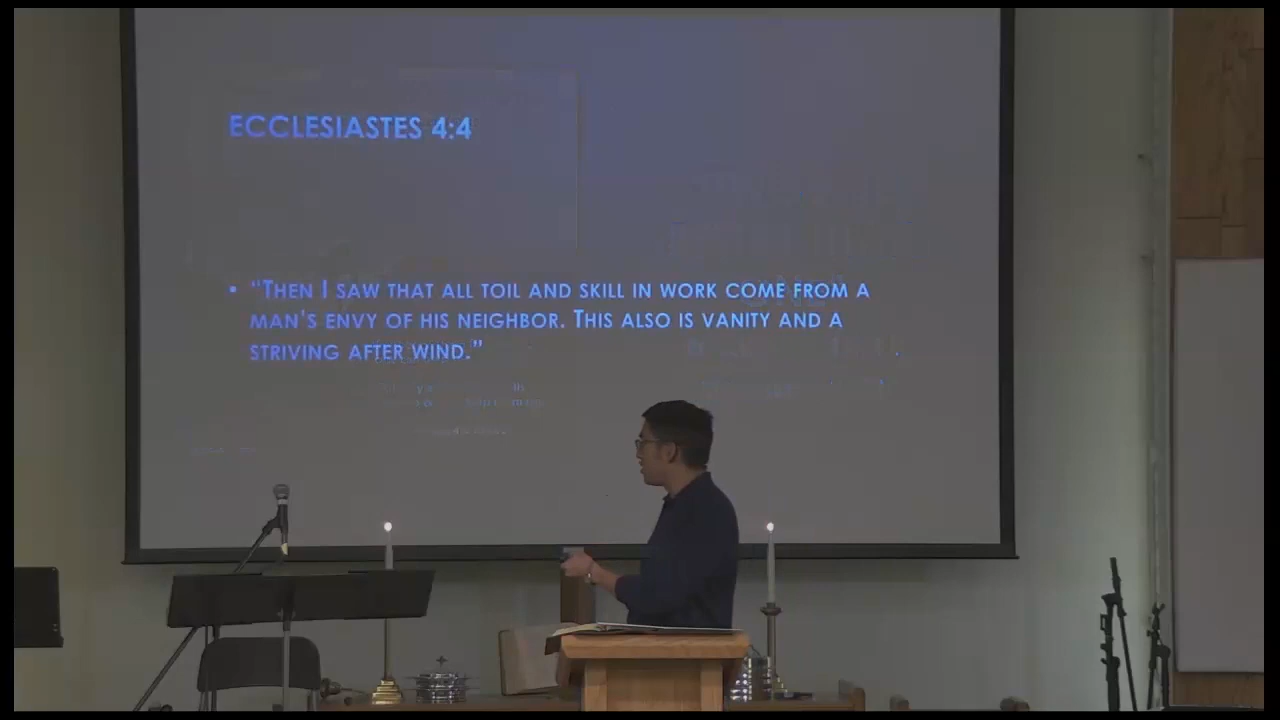 ECCLESIASTES 4:4
• “THEN I SAW THAT ALL TOIL AND SKILL IN WORK COME FROM A
MAN’S ENVY OF HIS NEIGHBOR. THIS ALSO IS VANITY AND A
STRIVING AFTER WIND.”